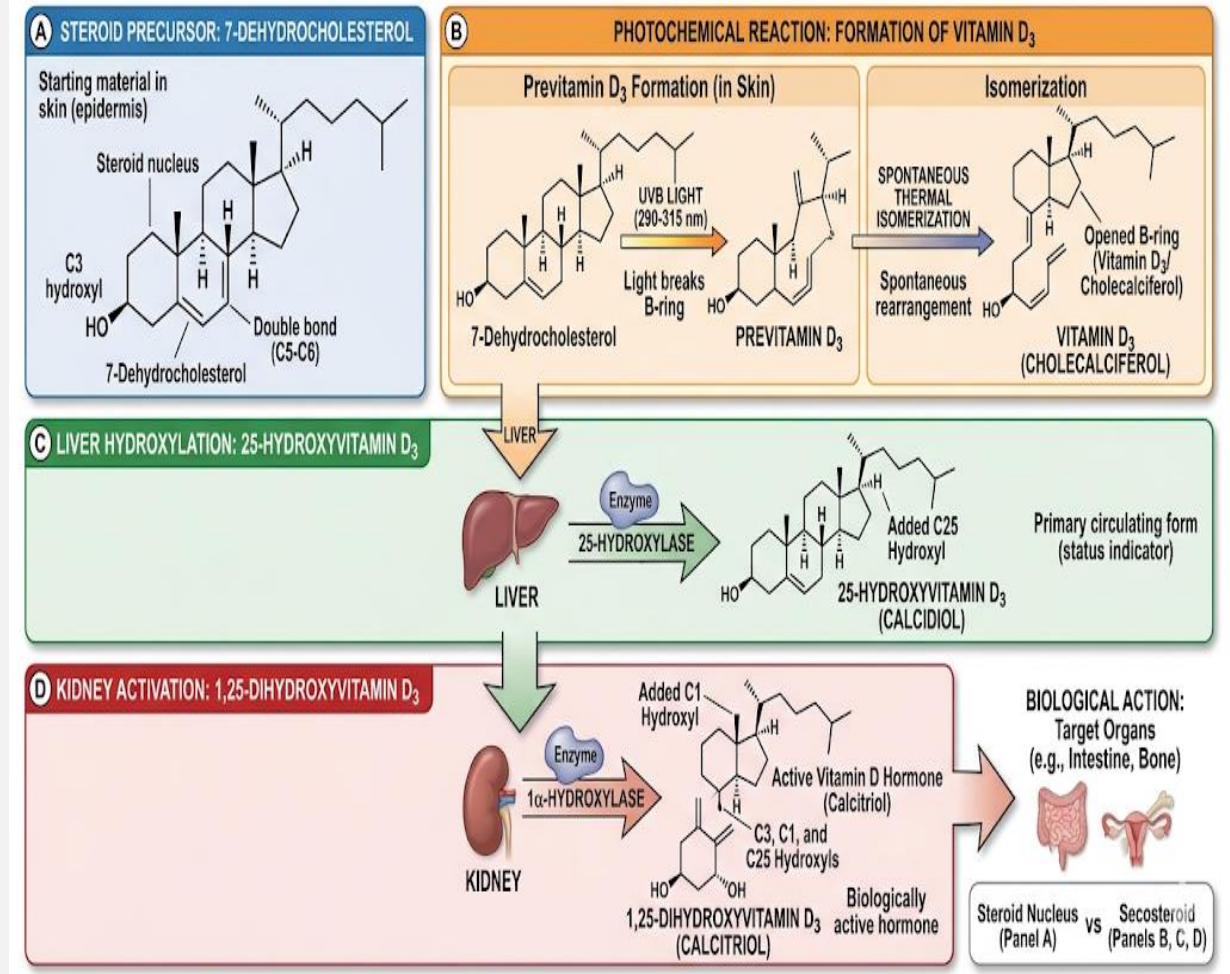 A STEROID PRECURSOR: 7-DEHYDROCHOLESTEROL
Starting material in
skin (epidermis)
Steroid nucleus
H
H
H
H
C3
hydroxyl
HO
Double bond
(C5-C6)
7-Dehydrocholesterol
B PHOTOCHEMICAL REACTION: FORMATION OF VITAMIN D₃
Previtamin D₃ Formation (in Skin)
H
H
H
H
HO
7-Dehydrocholesterol
UVB LIGHT
(290-315 nm)
Light breaks
B-ring
H
H
HO
PREVITAMIN D₃
SPONTANEOUS
THERMAL
ISOMERIZATION
Spontaneous
rearrangement
Isomerization
H
H
Opened B-ring
(Vitamin D₃/
Cholecalciferol)
HO
VITAMIN D₃
(CHOLECALCIFEROL)
LIVER
C LIVER HYDROXYLATION: 25-HYDROXYVITAMIN D₃
LIVER
Enzyme
25-HYDROXYLASE
H
H
H
H
Added C25
Hydroxyl
HO
25-HYDROXYVITAMIN D₃
(CALCIDIOL)
Primary circulating form
(status indicator)
D KIDNEY ACTIVATION: 1,25-DIHYDROXYVITAMIN D₃
KIDNEY
Enzyme
1α-HYDROXYLASE
Added C1
Hydroxyl
H
H
Active Vitamin D Hormone
(Calcitriol)
C3, C1, and
C25 Hydroxyls
HO
OH
1,25-DIHYDROXYVITAMIN D₃
(CALCITRIOL)
Biologically
active hormone
BIOLOGICAL ACTION:
Target Organs
(e.g., Intestine, Bone)
Steroid Nucleus
(Panel A)
vs
Secosteroid
(Panels B, C, D)